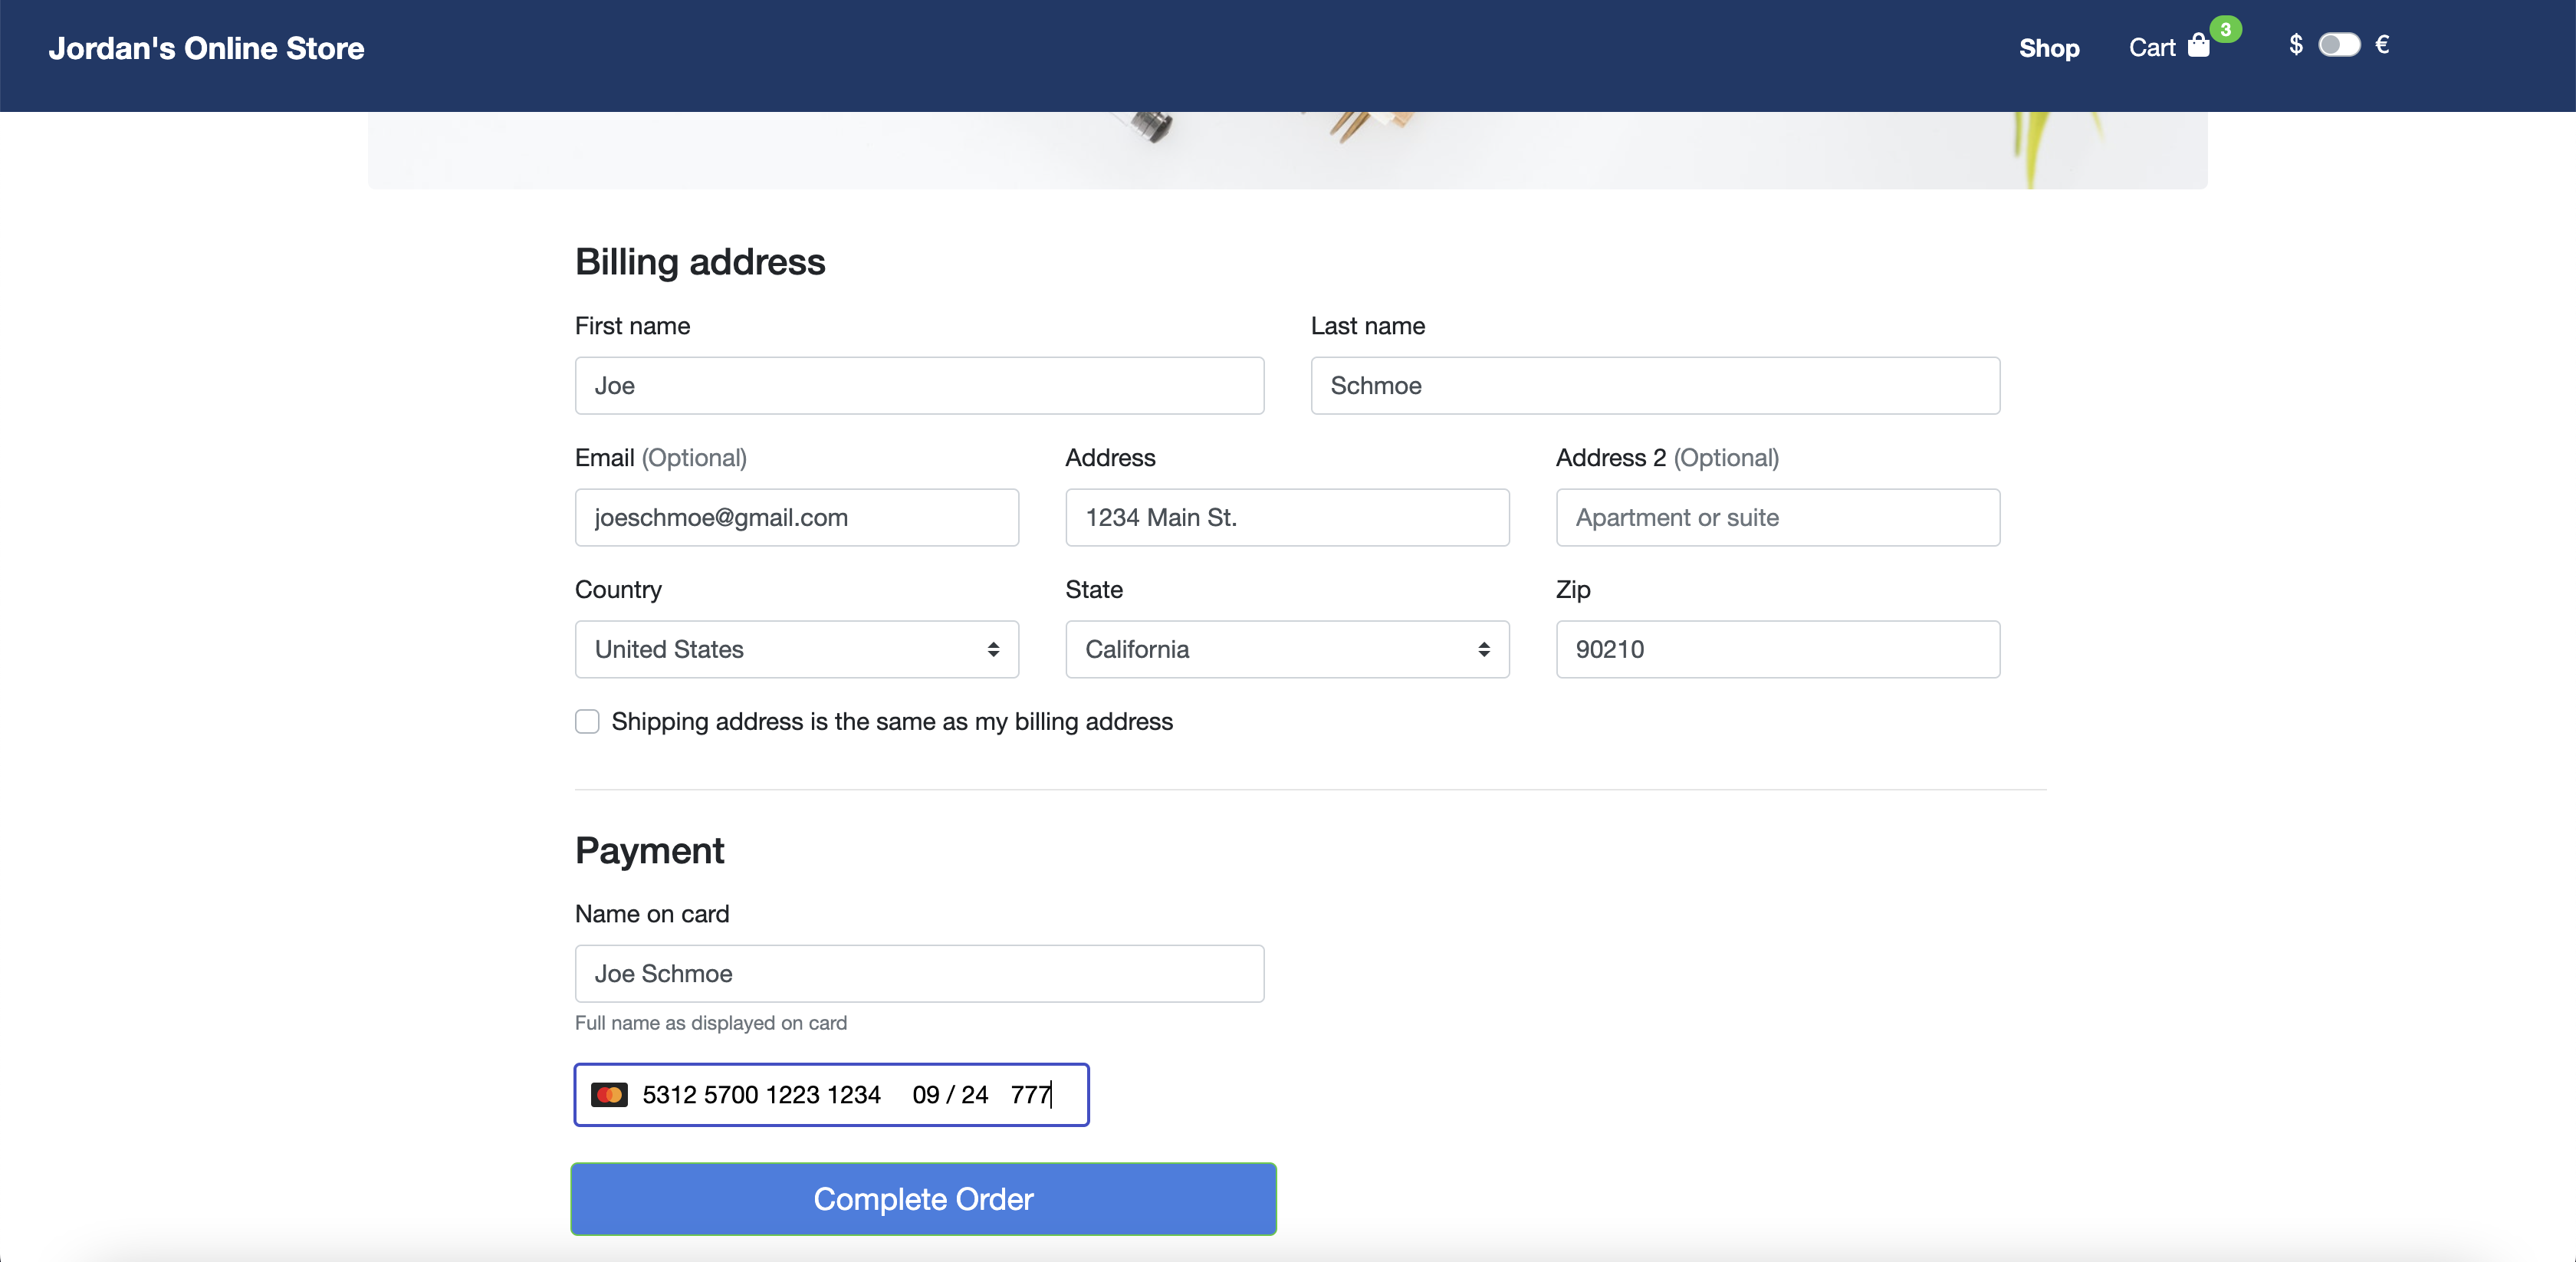 Jordan's Online Store
Shop Cart 3 $ €
Billing address
First name Last name
Joe Schmoe
Email (Optional) Address Address 2 (Optional)
joeschmoe@gmail.com 1234 Main St. Apartment or suite
Country State Zip
United States California 90210
Shipping address is the same as my billing address
Payment
Name on card
Joe Schmoe
Full name as displayed on card
5312 5700 1223 1234 09 / 24 777
Complete Order